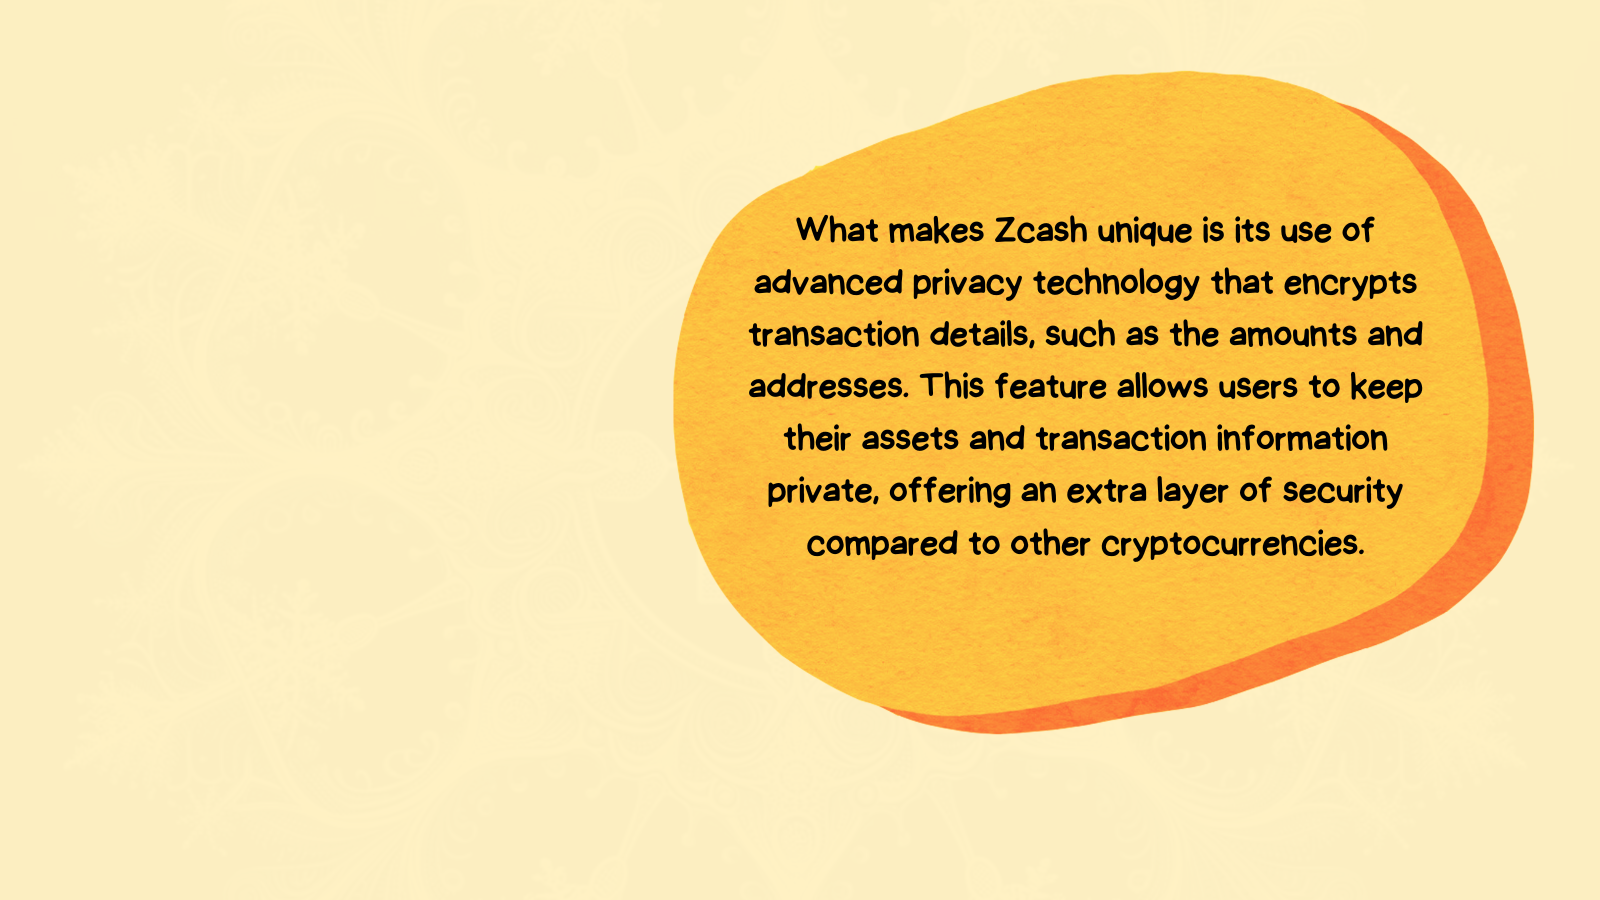 What makes Zcash unique is its use of
advanced privacy technology that encrypts
transaction details, such as the amounts and
addresses. This feature allows users to keep
their assets and transaction information
private, offering an extra layer of security
compared to other cryptocurrencies.